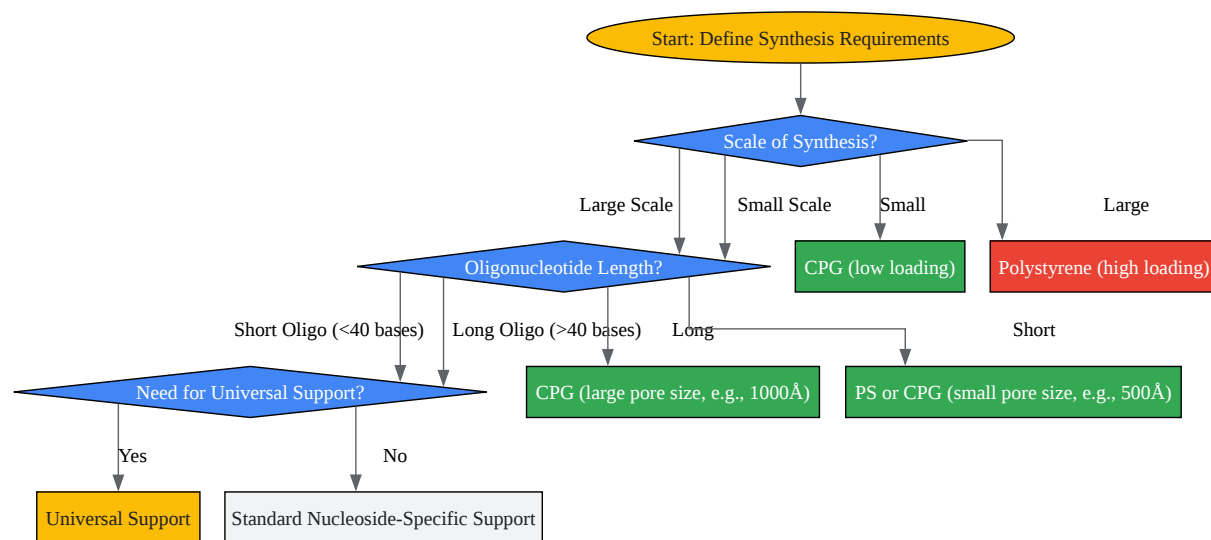 Start: Define Synthesis Requirements
Scale of Synthesis?
Large Scale
Small Scale
Small
Large
Oligonucleotide Length?
CPG (low loading)
Polystyrene (high loading)
Short Oligo (<40 bases)
Long Oligo (>40 bases)
Long
Short
Need for Universal Support?
CPG (large pore size, e.g., 1000Å)
PS or CPG (small pore size, e.g., 500Å)
Yes
No
Universal Support
Standard Nucleoside-Specific Support